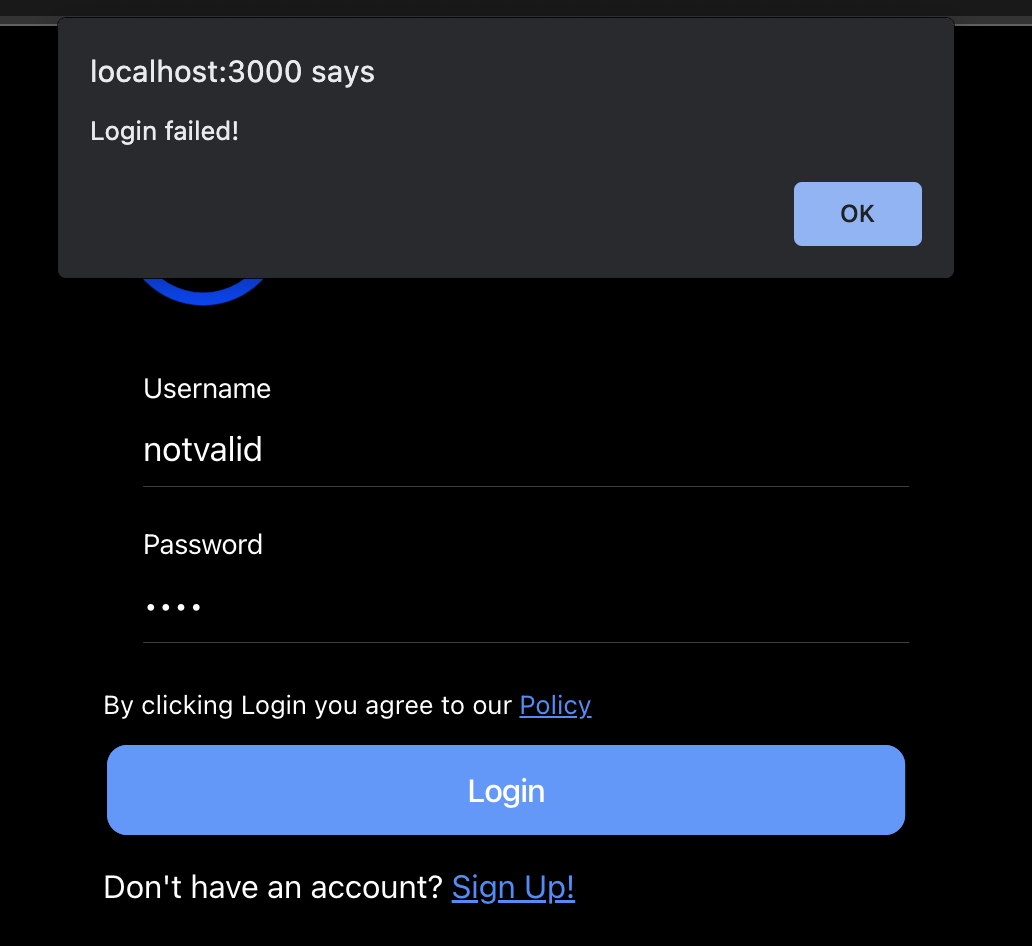 localhost:3000 says
Login failed!
OK
Username
notvalid
Password
••••
By clicking Login you agree to our Policy
Login
Don't have an account? Sign Up!